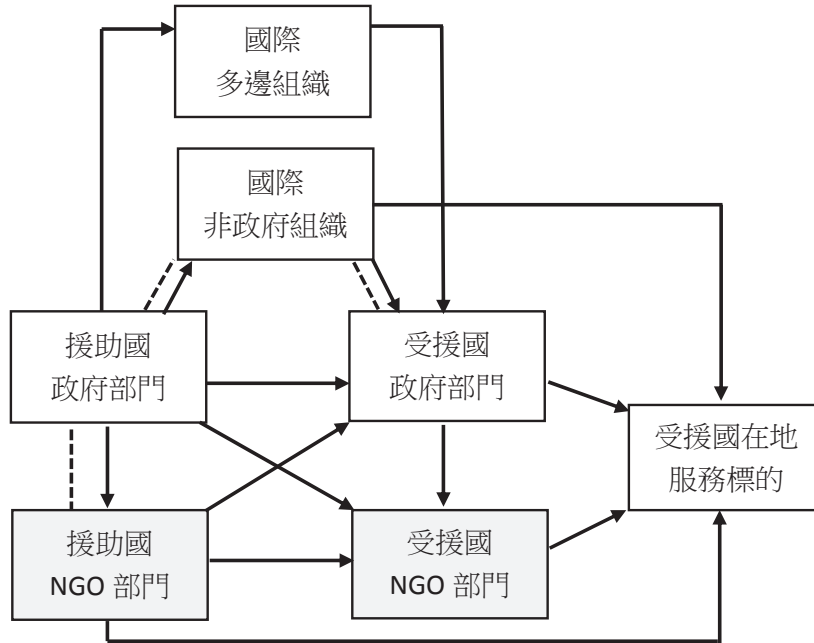 國際
多邊組織
國際
非政府組織
援助國
政府部門
受援國
政府部門
受援國在地
服務標的
援助國
NGO 部門
受援國
NGO 部門